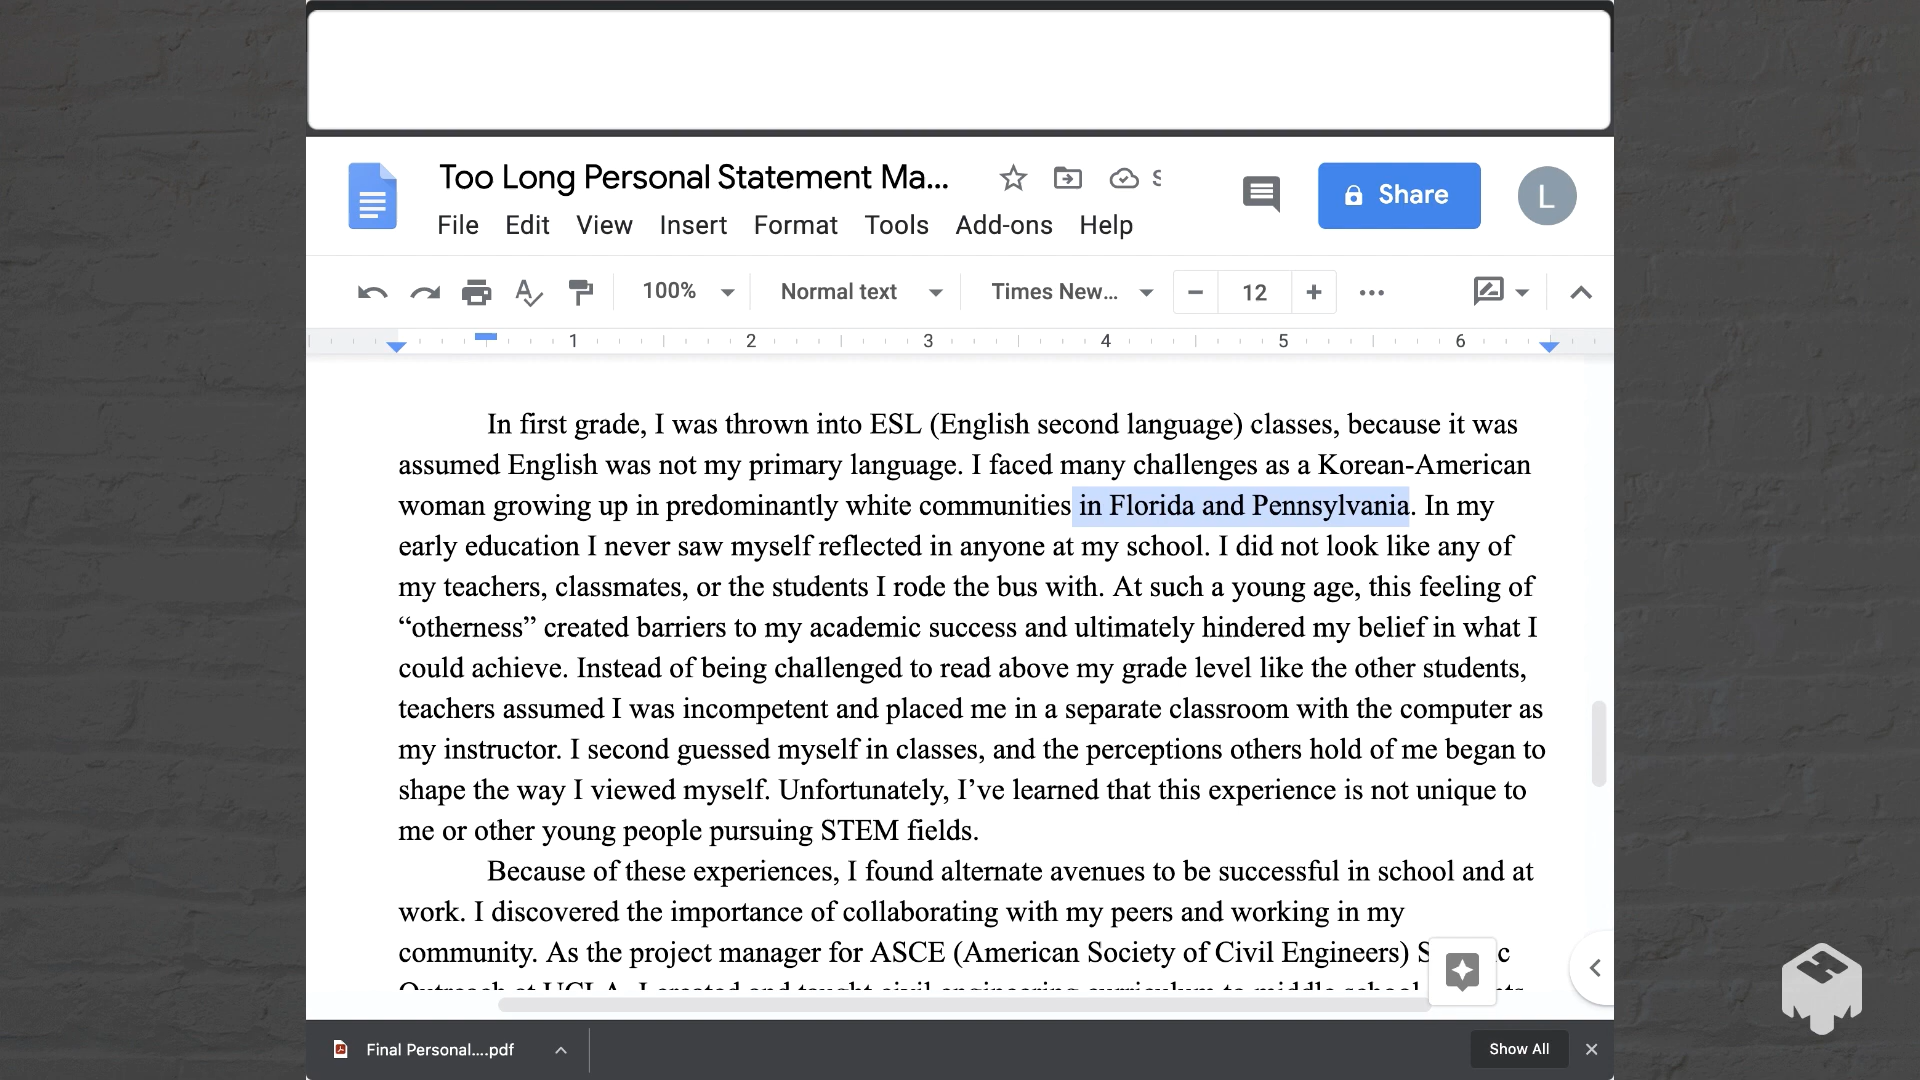 Too Long Personal Statement Ma...
File Edit View Insert Format Tools Add-ons Help
Share
L
100% Normal text Times New... 12
1 2 3 4 5 6
In first grade, I was thrown into ESL (English second language) classes, because it was
assumed English was not my primary language. I faced many challenges as a Korean-American
woman growing up in predominantly white communities in Florida and Pennsylvania. In my
early education I never saw myself reflected in anyone at my school. I did not look like any of
my teachers, classmates, or the students I rode the bus with. At such a young age, this feeling of
“otherness” created barriers to my academic success and ultimately hindered my belief in what I
could achieve. Instead of being challenged to read above my grade level like the other students,
teachers assumed I was incompetent and placed me in a separate classroom with the computer as
my instructor. I second guessed myself in classes, and the perceptions others hold of me began to
shape the way I viewed myself. Unfortunately, I’ve learned that this experience is not unique to
me or other young people pursuing STEM fields.
Because of these experiences, I found alternate avenues to be successful in school and at
work. I discovered the importance of collaborating with my peers and working in my
community. As the project manager for ASCE (American Society of Civil Engineers)
Outreach at UCLA, I created and taught civil engineering curriculum to middle school
Final Personal....pdf
Show All